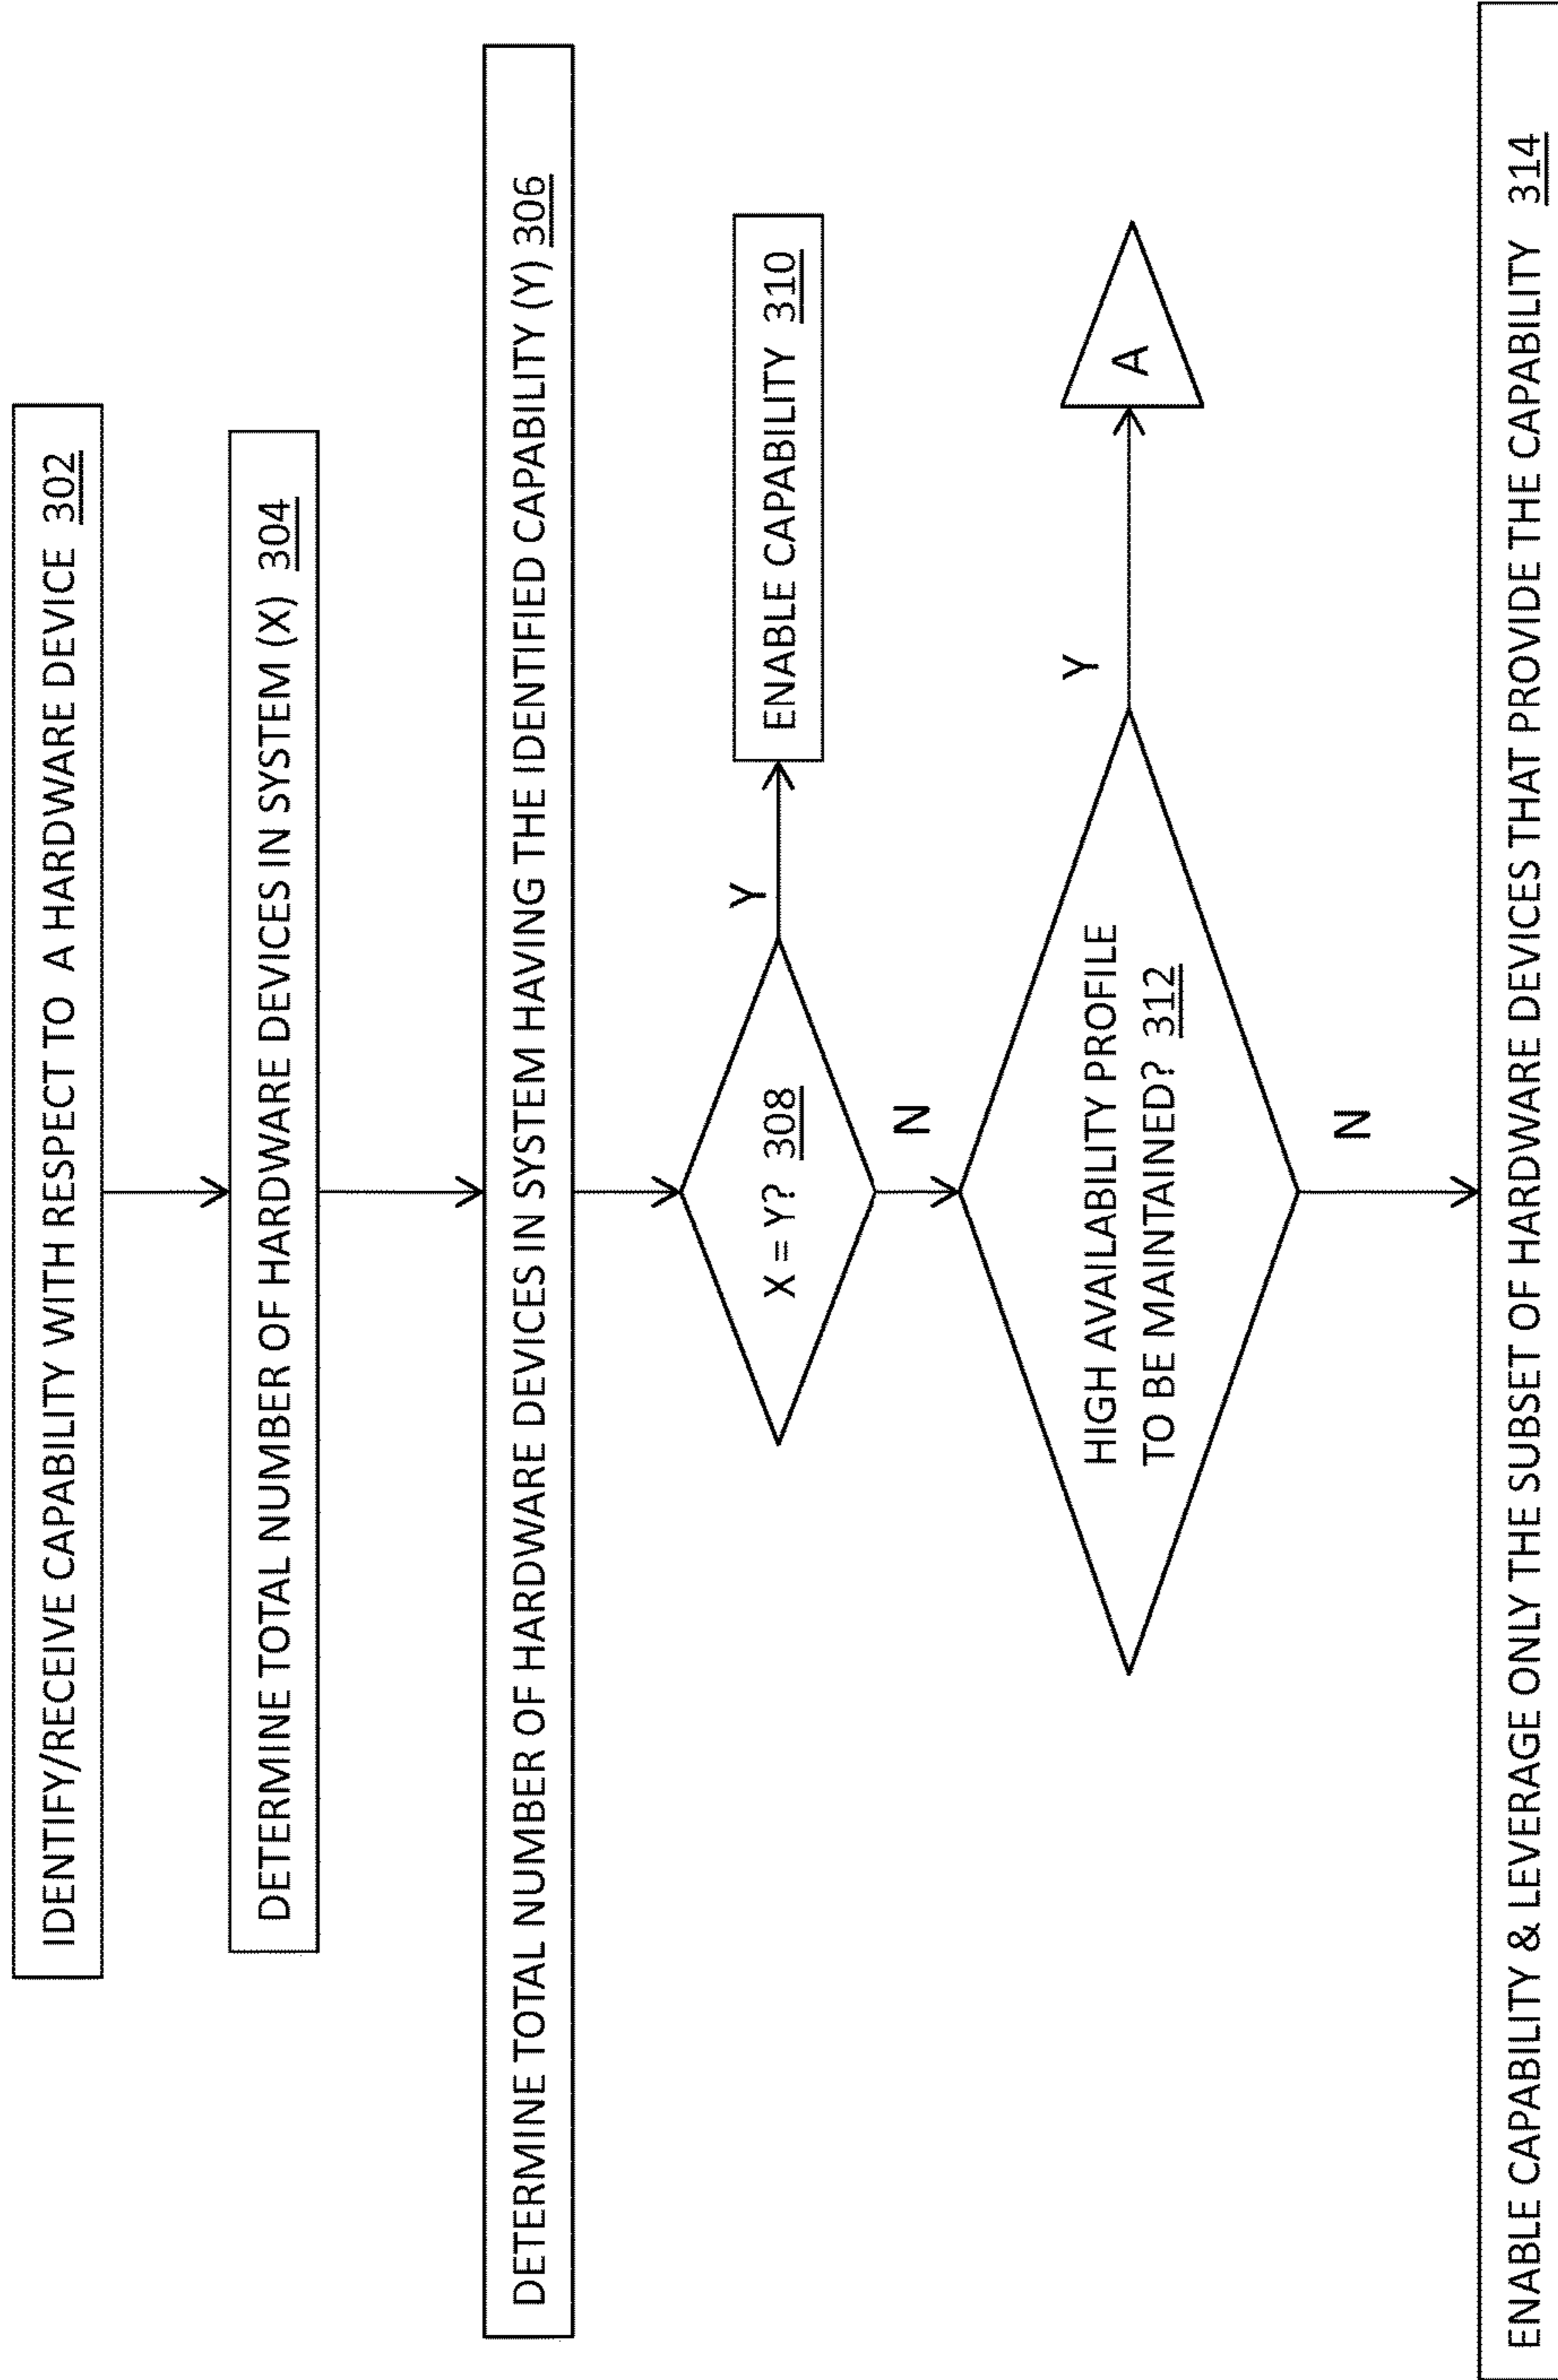 IDENTIFY/RECEIVE CAPABILITY WITH RESPECT TO A HARDWARE DEVICE 302
DETERMINE TOTAL NUMBER OF HARDWARE DEVICES IN SYSTEM (X) 304
DETERMINE TOTAL NUMBER OF HARDWARE DEVICES IN SYSTEM HAVING THE IDENTIFIED CAPABILITY (Y) 306
X = Y? 308
Y
ENABLE CAPABILITY 310
N
HIGH AVAILABILITY PROFILE
TO BE MAINTAINED? 312
Y
A
N
ENABLE CAPABILITY & LEVERAGE ONLY THE SUBSET OF HARDWARE DEVICES THAT PROVIDE THE CAPABILITY 314